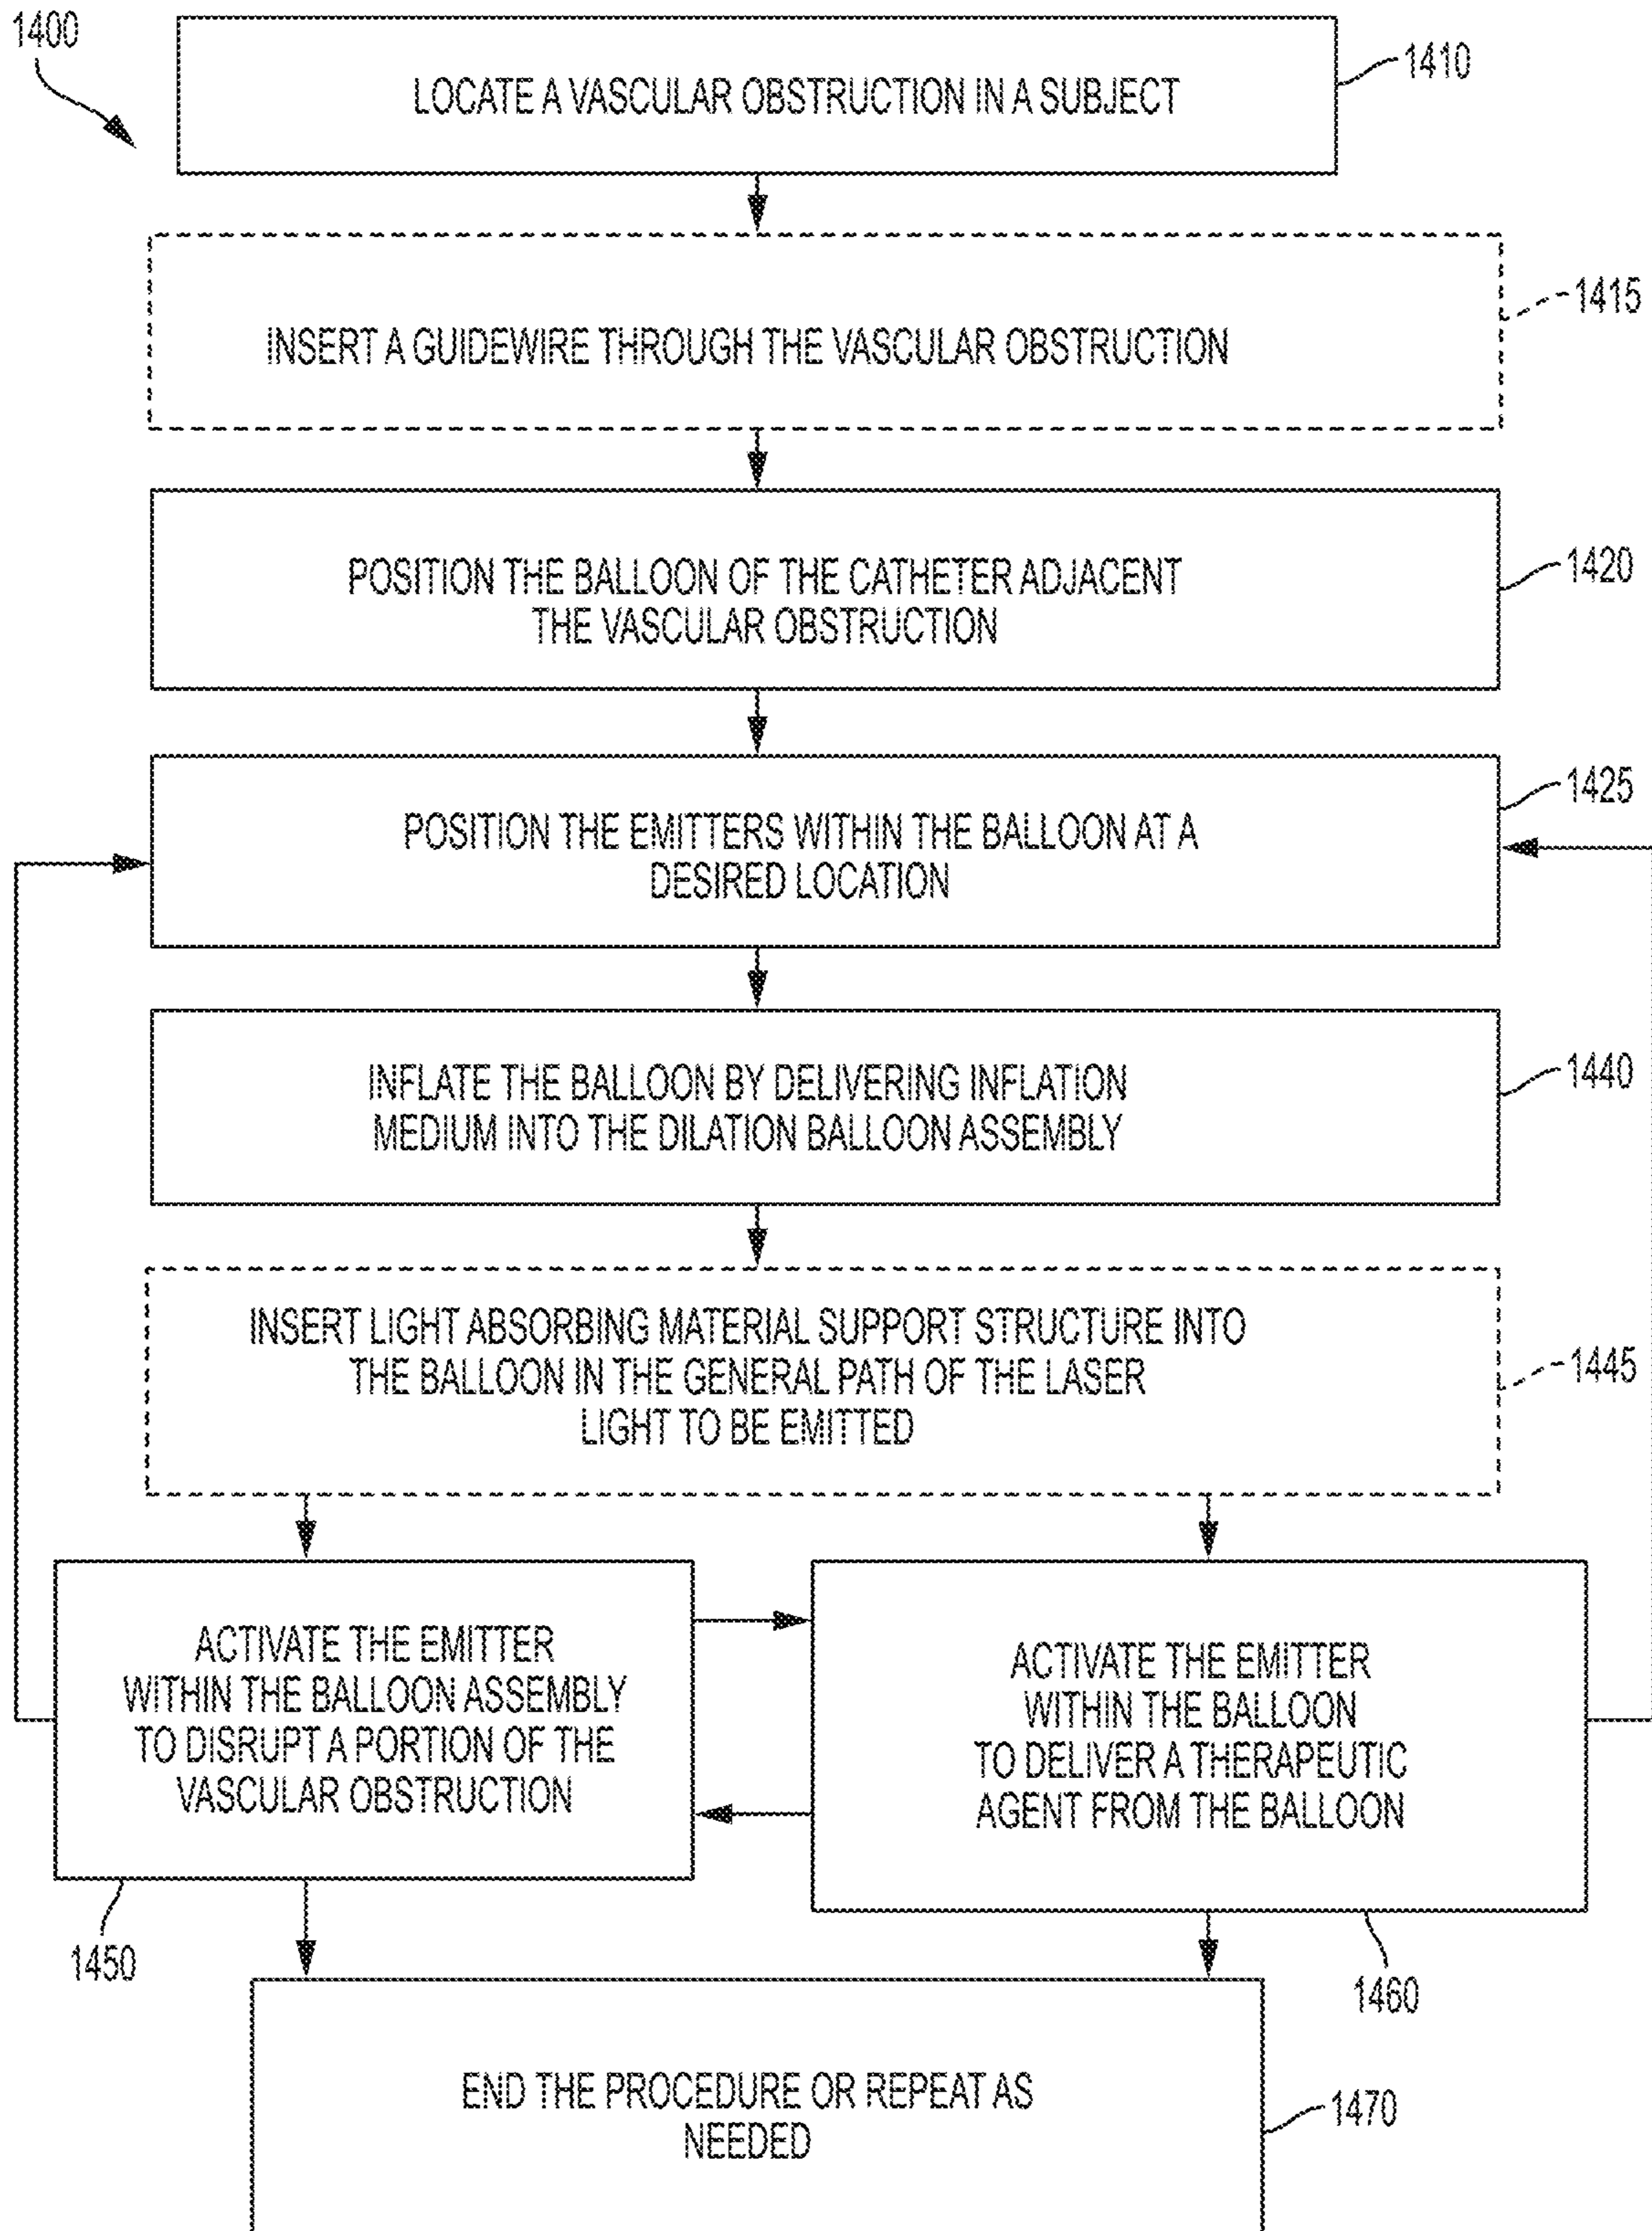 1400
LOCATE A VASCULAR OBSTRUCTION IN A SUBJECT
1410
INSERT A GUIDEWIRE THROUGH THE VASCULAR OBSTRUCTION
1415
POSITION THE BALLOON OF THE CATHETER ADJACENT
THE VASCULAR OBSTRUCTION
1420
POSITION THE EMITTERS WITHIN THE BALLOON AT A
DESIRED LOCATION
1425
INFLATE THE BALLOON BY DELIVERING INFLATION
MEDIUM INTO THE DILATION BALLOON ASSEMBLY
1440
INSERT LIGHT ABSORBING MATERIAL SUPPORT STRUCTURE INTO
THE BALLOON IN THE GENERAL PATH OF THE LASER
LIGHT TO BE EMITTED
1445
ACTIVATE THE EMITTER
WITHIN THE BALLOON ASSEMBLY
TO DISRUPT A PORTION OF THE
VASCULAR OBSTRUCTION
1450
ACTIVATE THE EMITTER
WITHIN THE BALLOON
TO DELIVER A THERAPEUTIC
AGENT FROM THE BALLOON
1460
END THE PROCEDURE OR REPEAT AS
NEEDED
1470